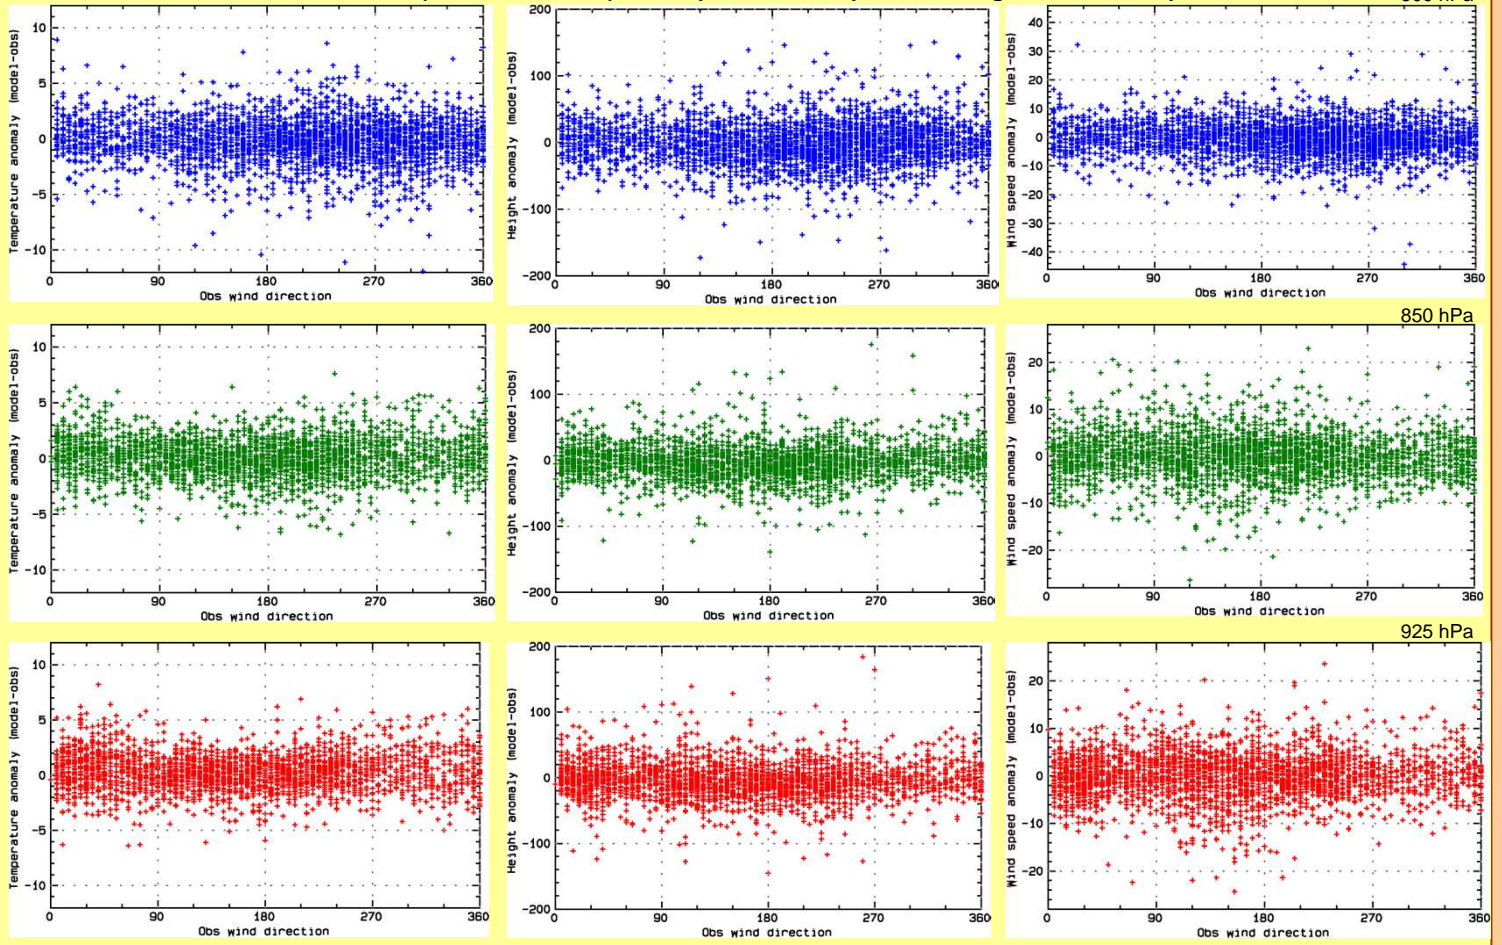 10
5
0
-5
-10
Temperature anomaly (model-obs)
0 90 180 270 360
Obs wind direction
200
100
0
-100
-200
Height anomaly (model-obs)
0 90 180 270 360
Obs wind direction
40
30
20
10
0
-10
-20
-30
-40
Wind speed anomaly (model-obs)
0 90 180 270 360
Obs wind direction
850 hPa
10
5
0
-5
-10
Temperature anomaly (model-obs)
0 90 180 270 360
Obs wind direction
200
100
0
-100
-200
Height anomaly (model-obs)
0 90 180 270 360
Obs wind direction
20
10
0
-10
-20
Wind speed anomaly (model-obs)
0 90 180 270 360
Obs wind direction
925 hPa
10
5
0
-5
-10
Temperature anomaly (model-obs)
0 90 180 270 360
Obs wind direction
200
100
0
-100
-200
Height anomaly (model-obs)
0 90 180 270 360
Obs wind direction
20
10
0
-10
-20
Wind speed anomaly (model-obs)
0 90 180 270 360
Obs wind direction